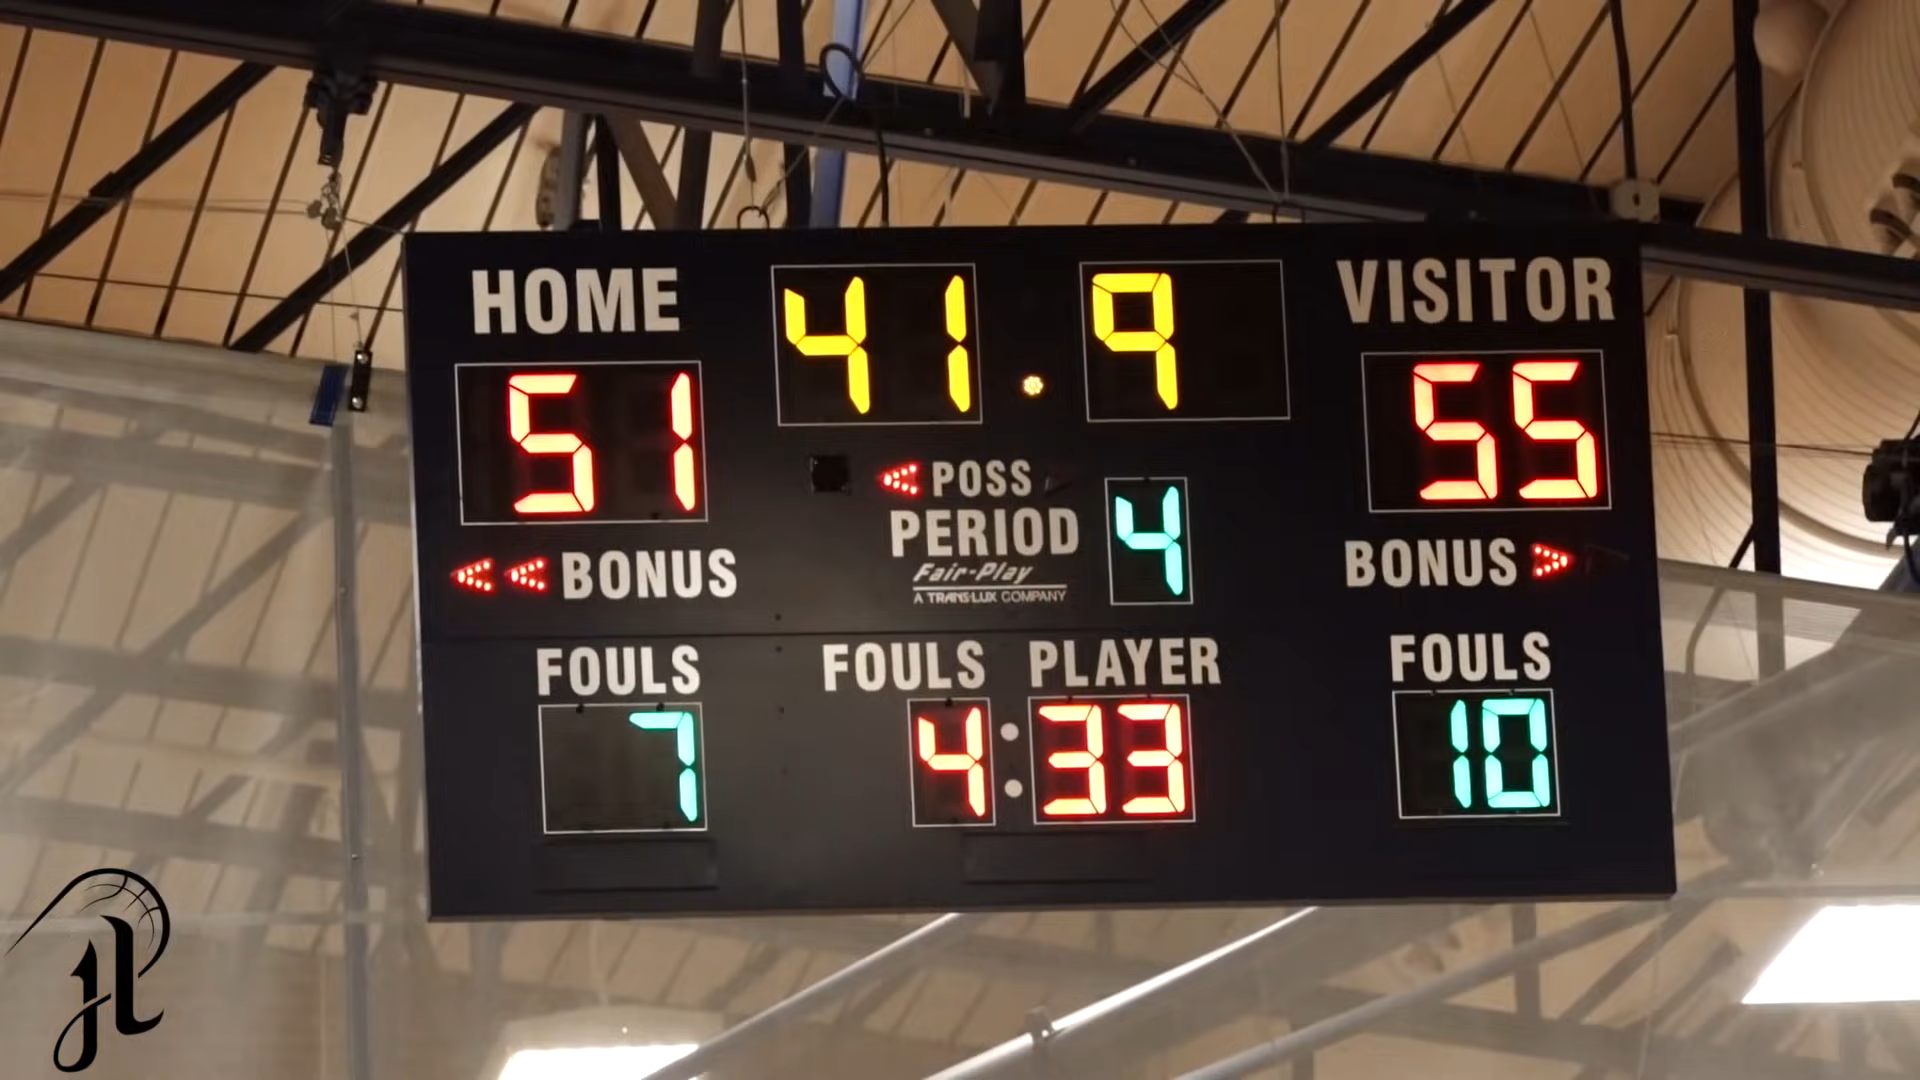 HOME 41.9 VISITOR
51 55
POSS
PERIOD 4
BONUS BONUS
Fair-Play
A TRANS-LUX COMPANY
FOULS FOULS PLAYER FOULS
7 4:33 10
JL